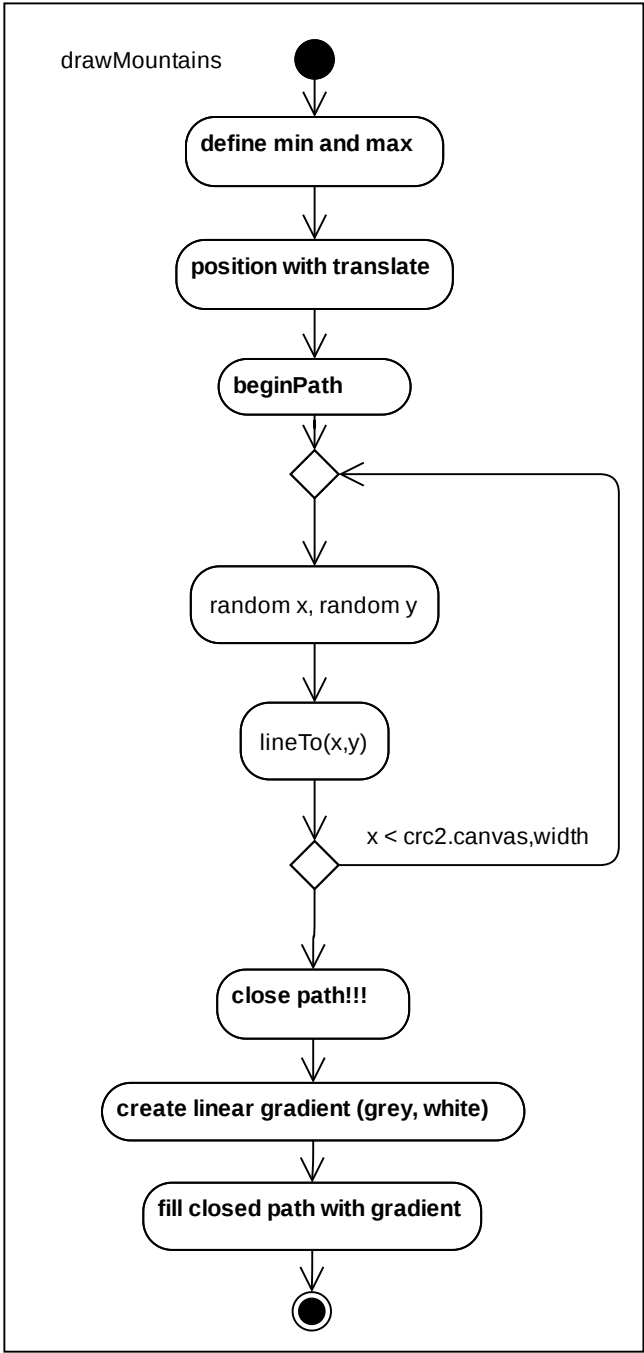 drawMountains
define min and max
position with translate
beginPath
random x, random y
lineTo(x,y)
x < crc2.canvas,width
close path!!!
create linear gradient (grey, white)
fill closed path with gradient